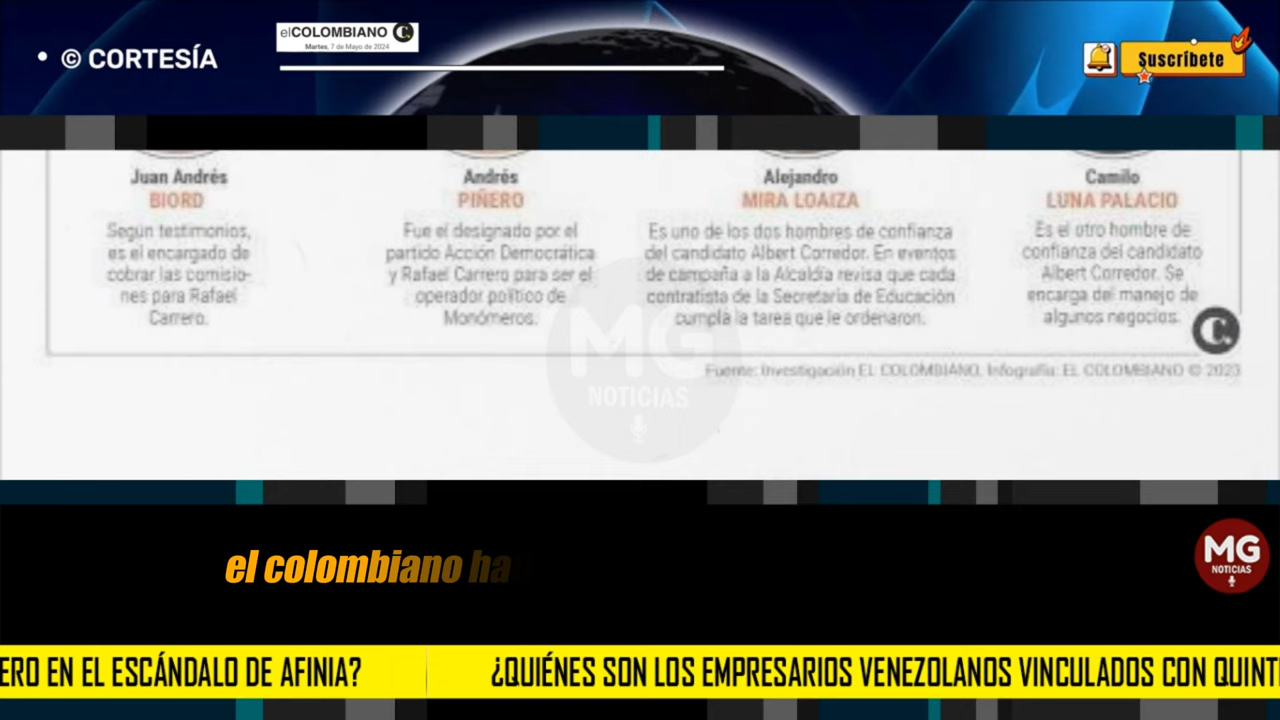 • © CORTESÍA
elCOLOMBIANO C
Martes, 7 de Mayo de 2024
Suscríbete
Juan Andrés
BIORD
Según testimonios,
es el encargado de
cobrar las comisio-
nes para Rafael
Carrero.
Andrés
PIÑERO
Fue el designado por el
partido Acción Democrática
y Rafael Carrero para ser el
operador político de
Monómeros.
Alejandro
MIRA LOAIZA
Es uno de los dos hombres de confianza
del candidato Albert Corredor. En eventos
de campaña a la Alcaldía revisa que cada
contratista de la Secretaría de Educación
cumpla la tarea que le ordenaron.
Camilo
LUNA PALACIO
Es el otro hombre de
confianza del candidato
Albert Corredor. Se
encarga del manejo de
algunos negocios.
C.
Fuente: Investigación EL COLOMBIANO. Infografía: EL COLOMBIANO © 2023
MG
NOTICIAS
el colombiano ha
MG
NOTICIAS
ERO EN EL ESCÁNDALO DE AFINIA? ¿QUIÉNES SON LOS EMPRESARIOS VENEZOLANOS VINCULADOS CON QUINT